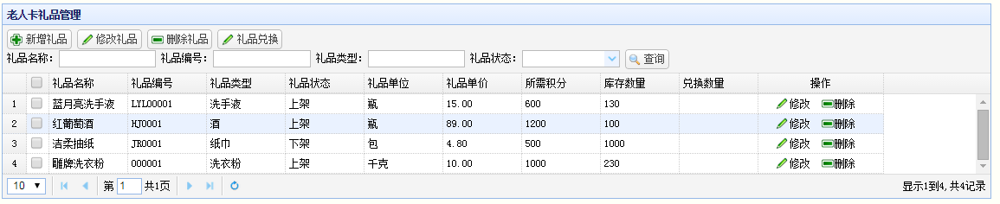 老人卡礼品管理
新增礼品 修改礼品 删除礼品 礼品兑换
礼品名称: 礼品编号: 礼品类型: 礼品状态: 查询
礼品名称 礼品编号 礼品类型 礼品状态 礼品单位 礼品单价 所需积分 库存数量 兑换数量 操作
1 蓝月亮洗手液 LYL00001 洗手液 上架 瓶 15.00 600 130 修改 删除
2 红葡萄酒 HJ0001 酒 上架 瓶 89.00 1200 100 修改 删除
3 洁柔抽纸 JR0001 纸巾 下架 包 4.80 500 1000 修改 删除
4 雕牌洗衣粉 000001 洗衣粉 上架 千克 10.00 1000 230 修改 删除
10 第 1 共1页 显示1到4,共4记录